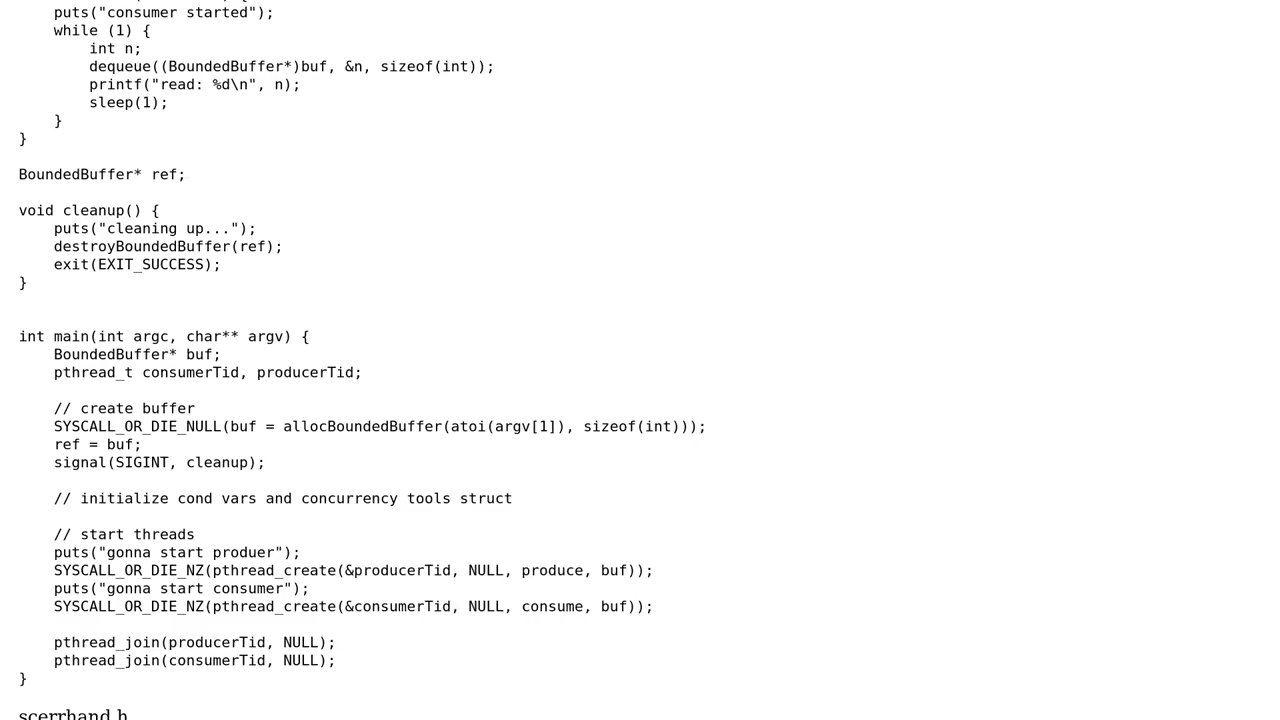 puts("consumer started");
    while (1) {
        int n;
        dequeue((BoundedBuffer*)buf, &n, sizeof(int));
        printf("read: %d\n", n);
        sleep(1);
    }
}

BoundedBuffer* ref;

void cleanup() {
    puts("cleaning up...");
    destroyBoundedBuffer(ref);
    exit(EXIT_SUCCESS);
}


int main(int argc, char** argv) {
    BoundedBuffer* buf;
    pthread_t consumerTid, producerTid;

    // create buffer
    SYSCALL_OR_DIE_NULL(buf = allocBoundedBuffer(atoi(argv[1]), sizeof(int)));
    ref = buf;
    signal(SIGINT, cleanup);

    // initialize cond vars and concurrency tools struct

    // start threads
    puts("gonna start produer");
    SYSCALL_OR_DIE_NZ(pthread_create(&producerTid, NULL, produce, buf));
    puts("gonna start consumer");
    SYSCALL_OR_DIE_NZ(pthread_create(&consumerTid, NULL, consume, buf));

    pthread_join(producerTid, NULL);
    pthread_join(consumerTid, NULL);
}

scerrhand.h